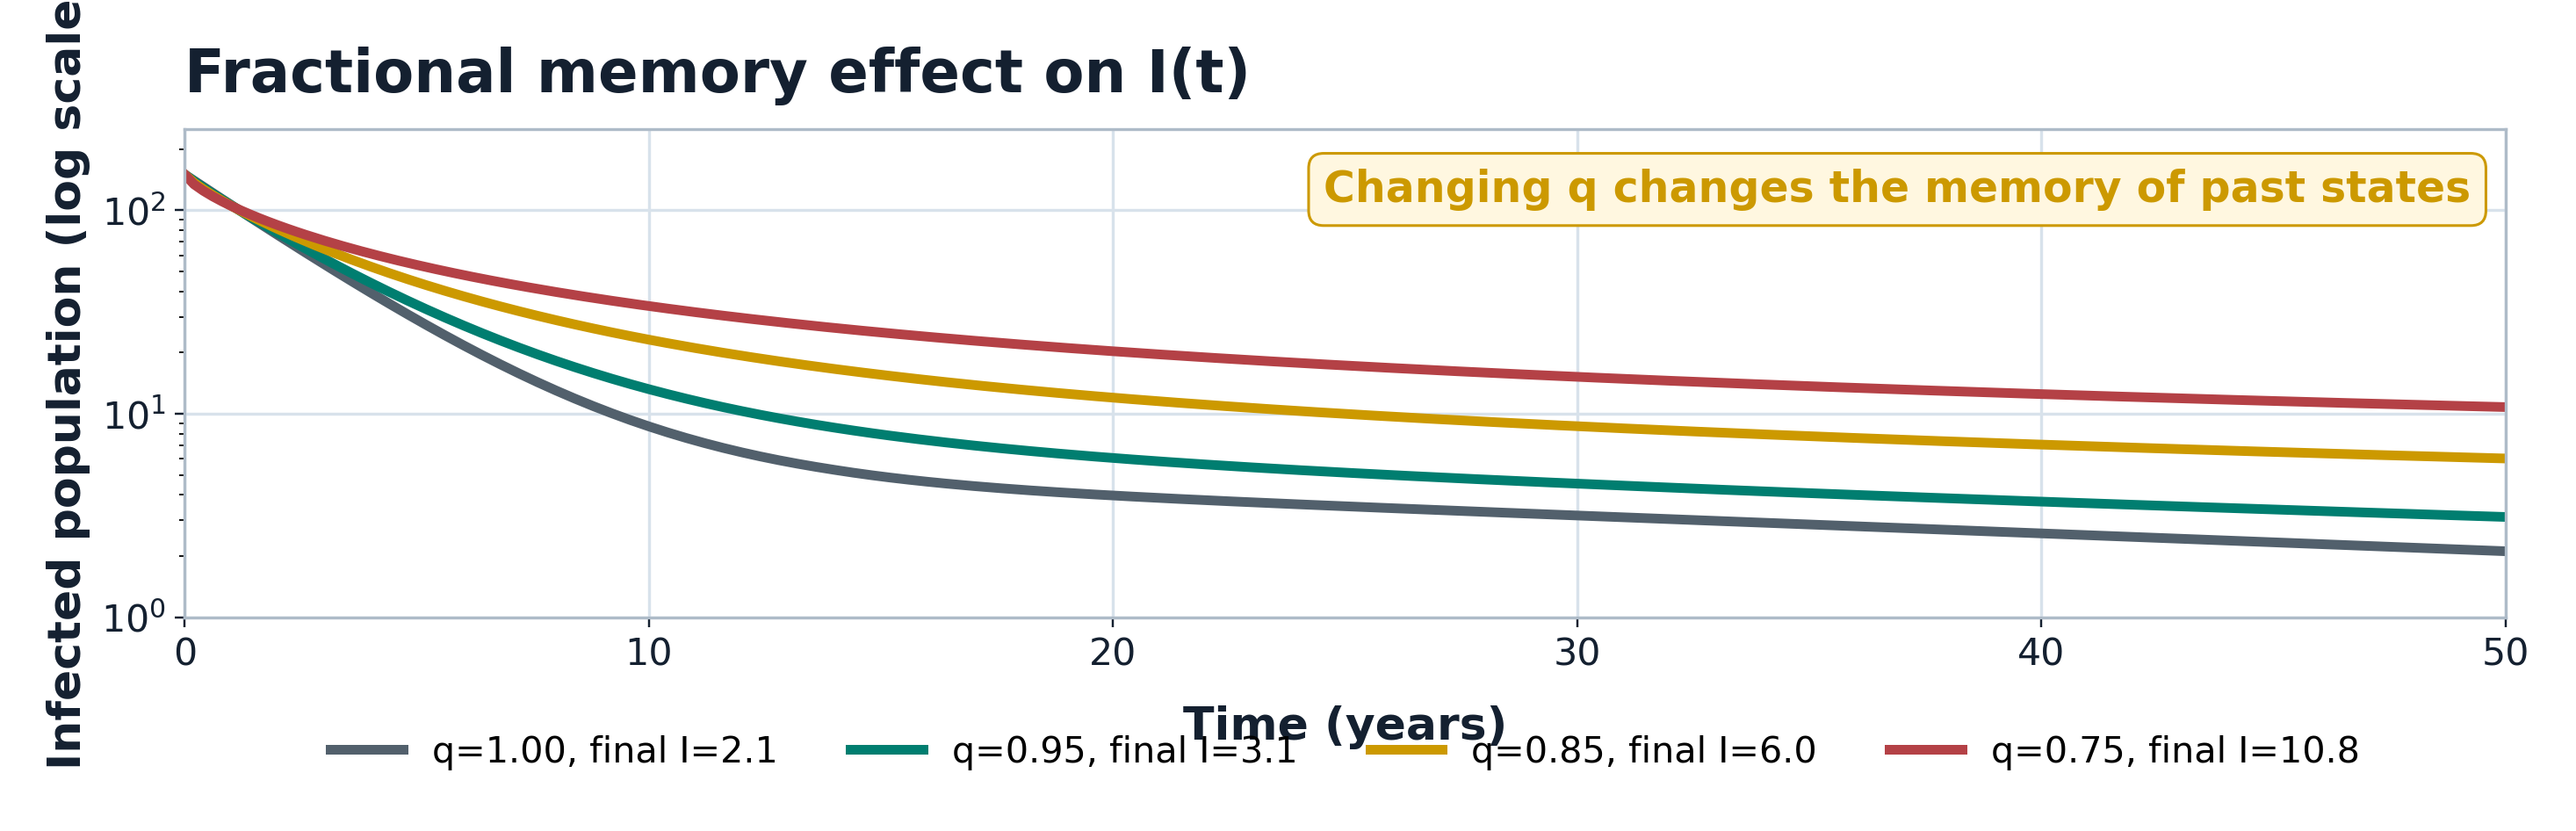 Fractional memory effect on I(t)
Infected population (log scale
Changing q changes the memory of past states
10²
10¹
10⁰
0 10 20 30 40 50
Time (years)
q=1.00, final I=2.1 q=0.95, final I=3.1 q=0.85, final I=6.0 q=0.75, final I=10.8